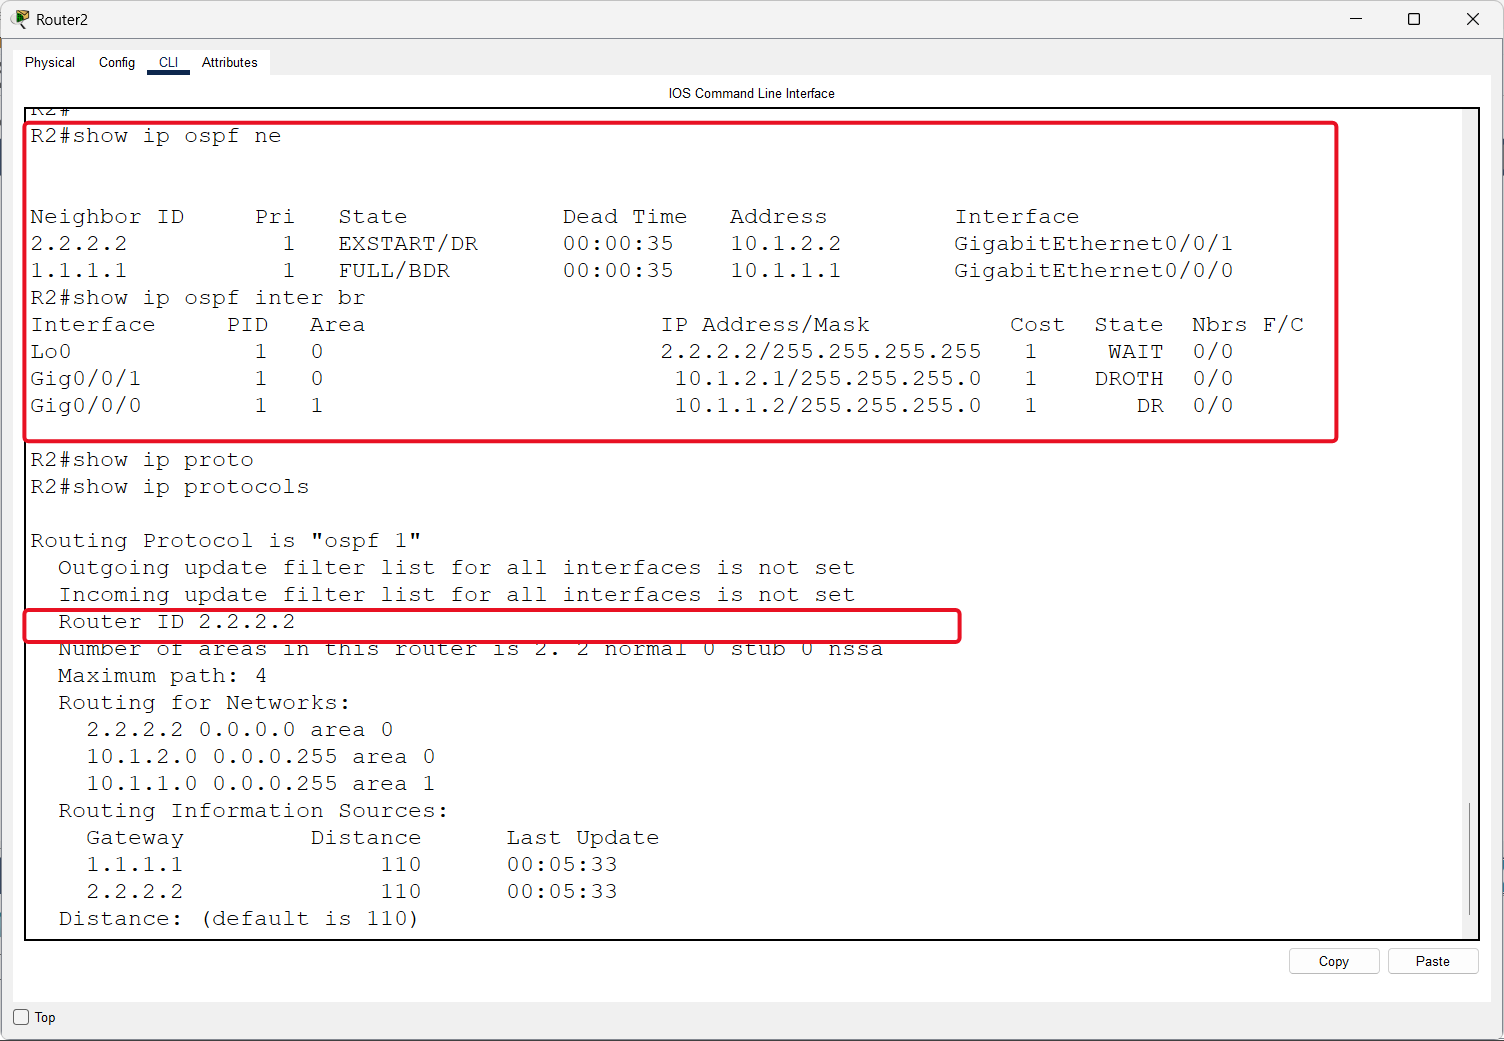 Router2
Physical Config CLI Attributes
IOS Command Line Interface
R2#
R2#show ip ospf ne
Neighbor ID Pri State Dead Time Address Interface
2.2.2.2 1 EXSTART/DR 00:00:35 10.1.2.2 GigabitEthernet0/0/1
1.1.1.1 1 FULL/BDR 00:00:35 10.1.1.1 GigabitEthernet0/0/0
R2#show ip ospf inter br
Interface PID Area IP Address/Mask Cost State Nbrs F/C
Lo0 1 0 2.2.2.2/255.255.255.255 1 WAIT 0/0
Gig0/0/1 1 0 10.1.2.1/255.255.255.0 1 DROTH 0/0
Gig0/0/0 1 1 10.1.1.2/255.255.255.0 1 DR 0/0
R2#show ip proto
R2#show ip protocols
Routing Protocol is "ospf 1"
Outgoing update filter list for all interfaces is not set
Incoming update filter list for all interfaces is not set
Router ID 2.2.2.2
Number of areas in this router is 2. 2 normal 0 stub 0 nssa
Maximum path: 4
Routing for Networks:
2.2.2.2 0.0.0.0 area 0
10.1.2.0 0.0.0.255 area 0
10.1.1.0 0.0.0.255 area 1
Routing Information Sources:
Gateway Distance Last Update
1.1.1.1 110 00:05:33
2.2.2.2 110 00:05:33
Distance: (default is 110)
Copy Paste
Top